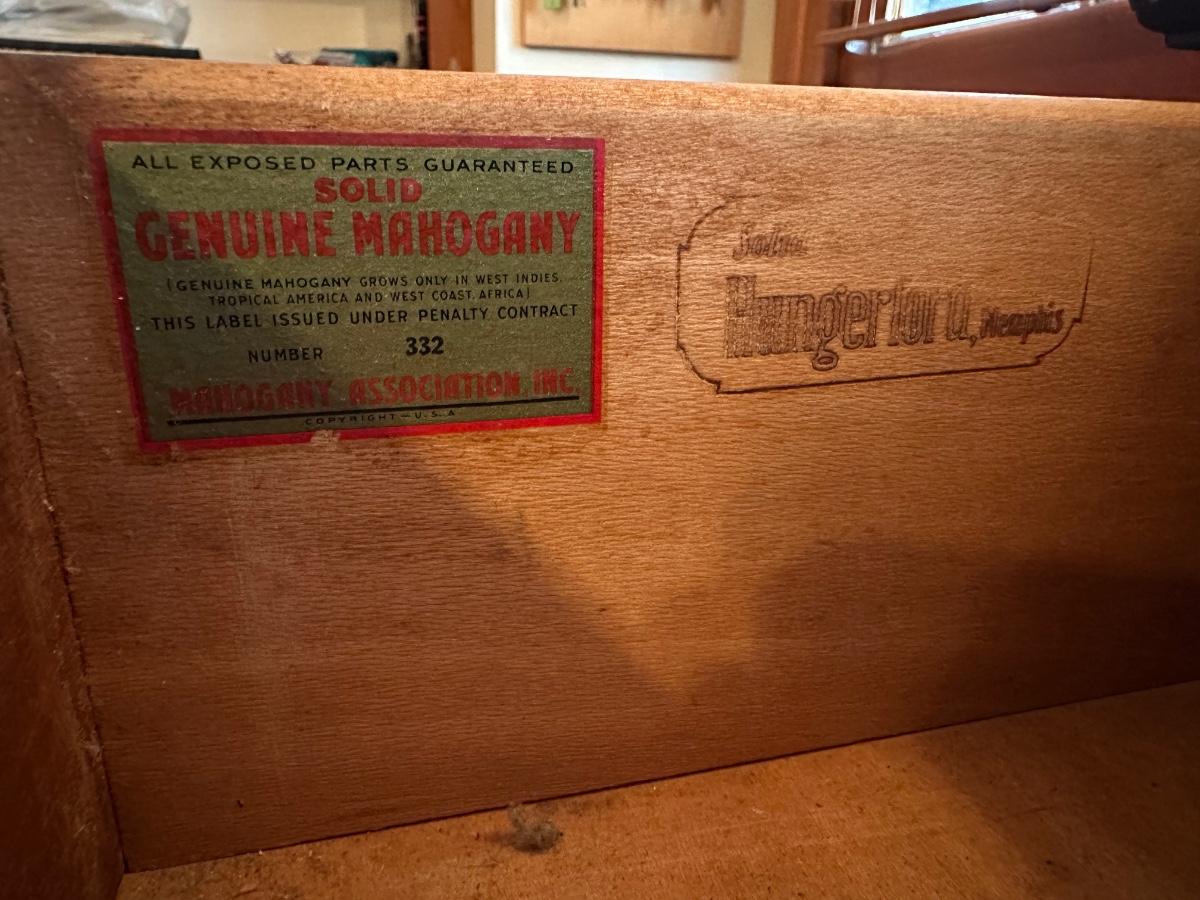 ALL EXPOSED PARTS GUARANTEED
SOLID
GENUINE MAHOGANY
(GENUINE MAHOGANY GROWS ONLY IN WEST INDIES,
TROPICAL AMERICA AND WEST COAST, AFRICA)
THIS LABEL ISSUED UNDER PENALTY CONTRACT
NUMBER 332
MAHOGANY ASSOCIATION INC.
COPYRIGHT—U.S.A
Hungerford, Memphis